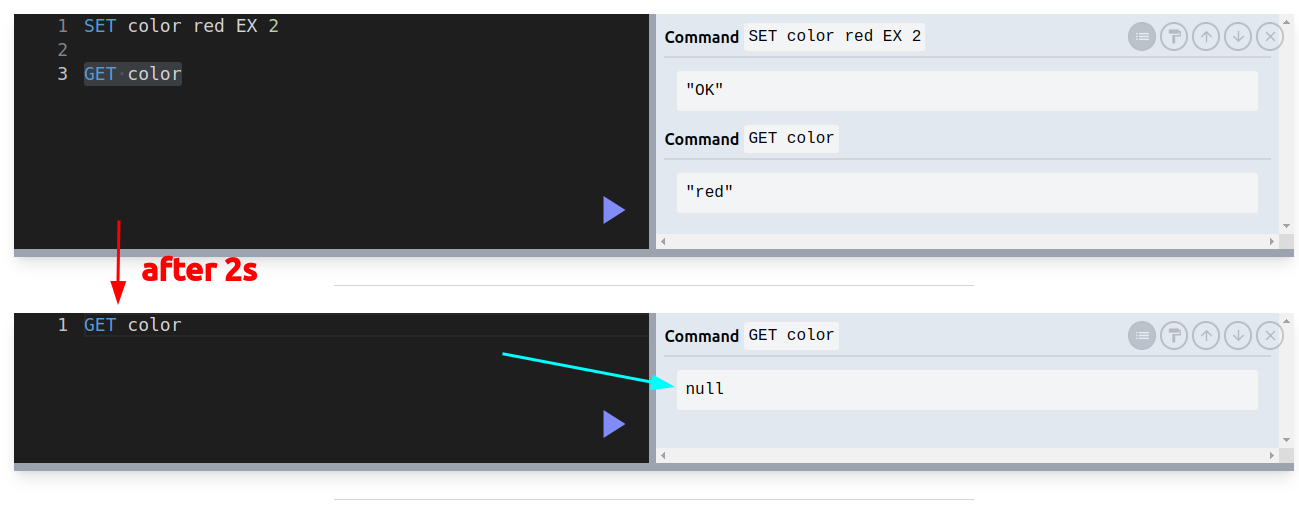 1 SET color red EX 2
2
3 GET color
Command SET color red EX 2
"OK"
Command GET color
"red"
after 2s
1 GET color
Command GET color
null